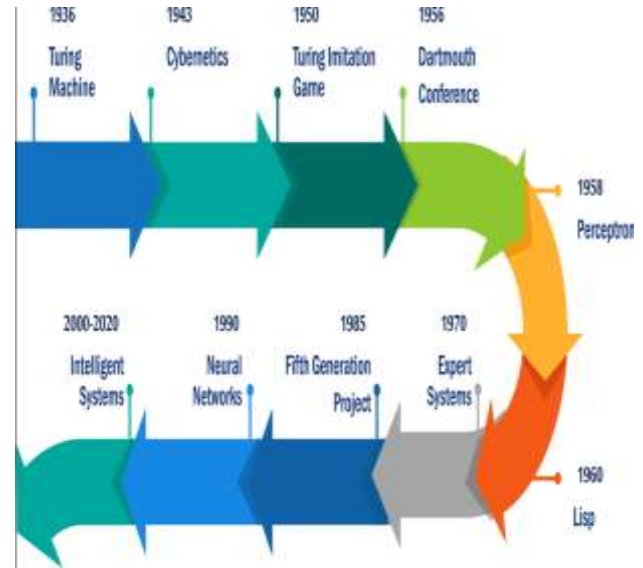 1936
Turing
Machine
1943
Cybernetics
1950
Turing Imitation
Game
1956
Dartmouth
Conference
1958
Perceptron
1960
Lisp
1970
Expert
Systems
1985
Fifth Generation
Project
1990
Neural
Networks
2000-2020
Intelligent
Systems